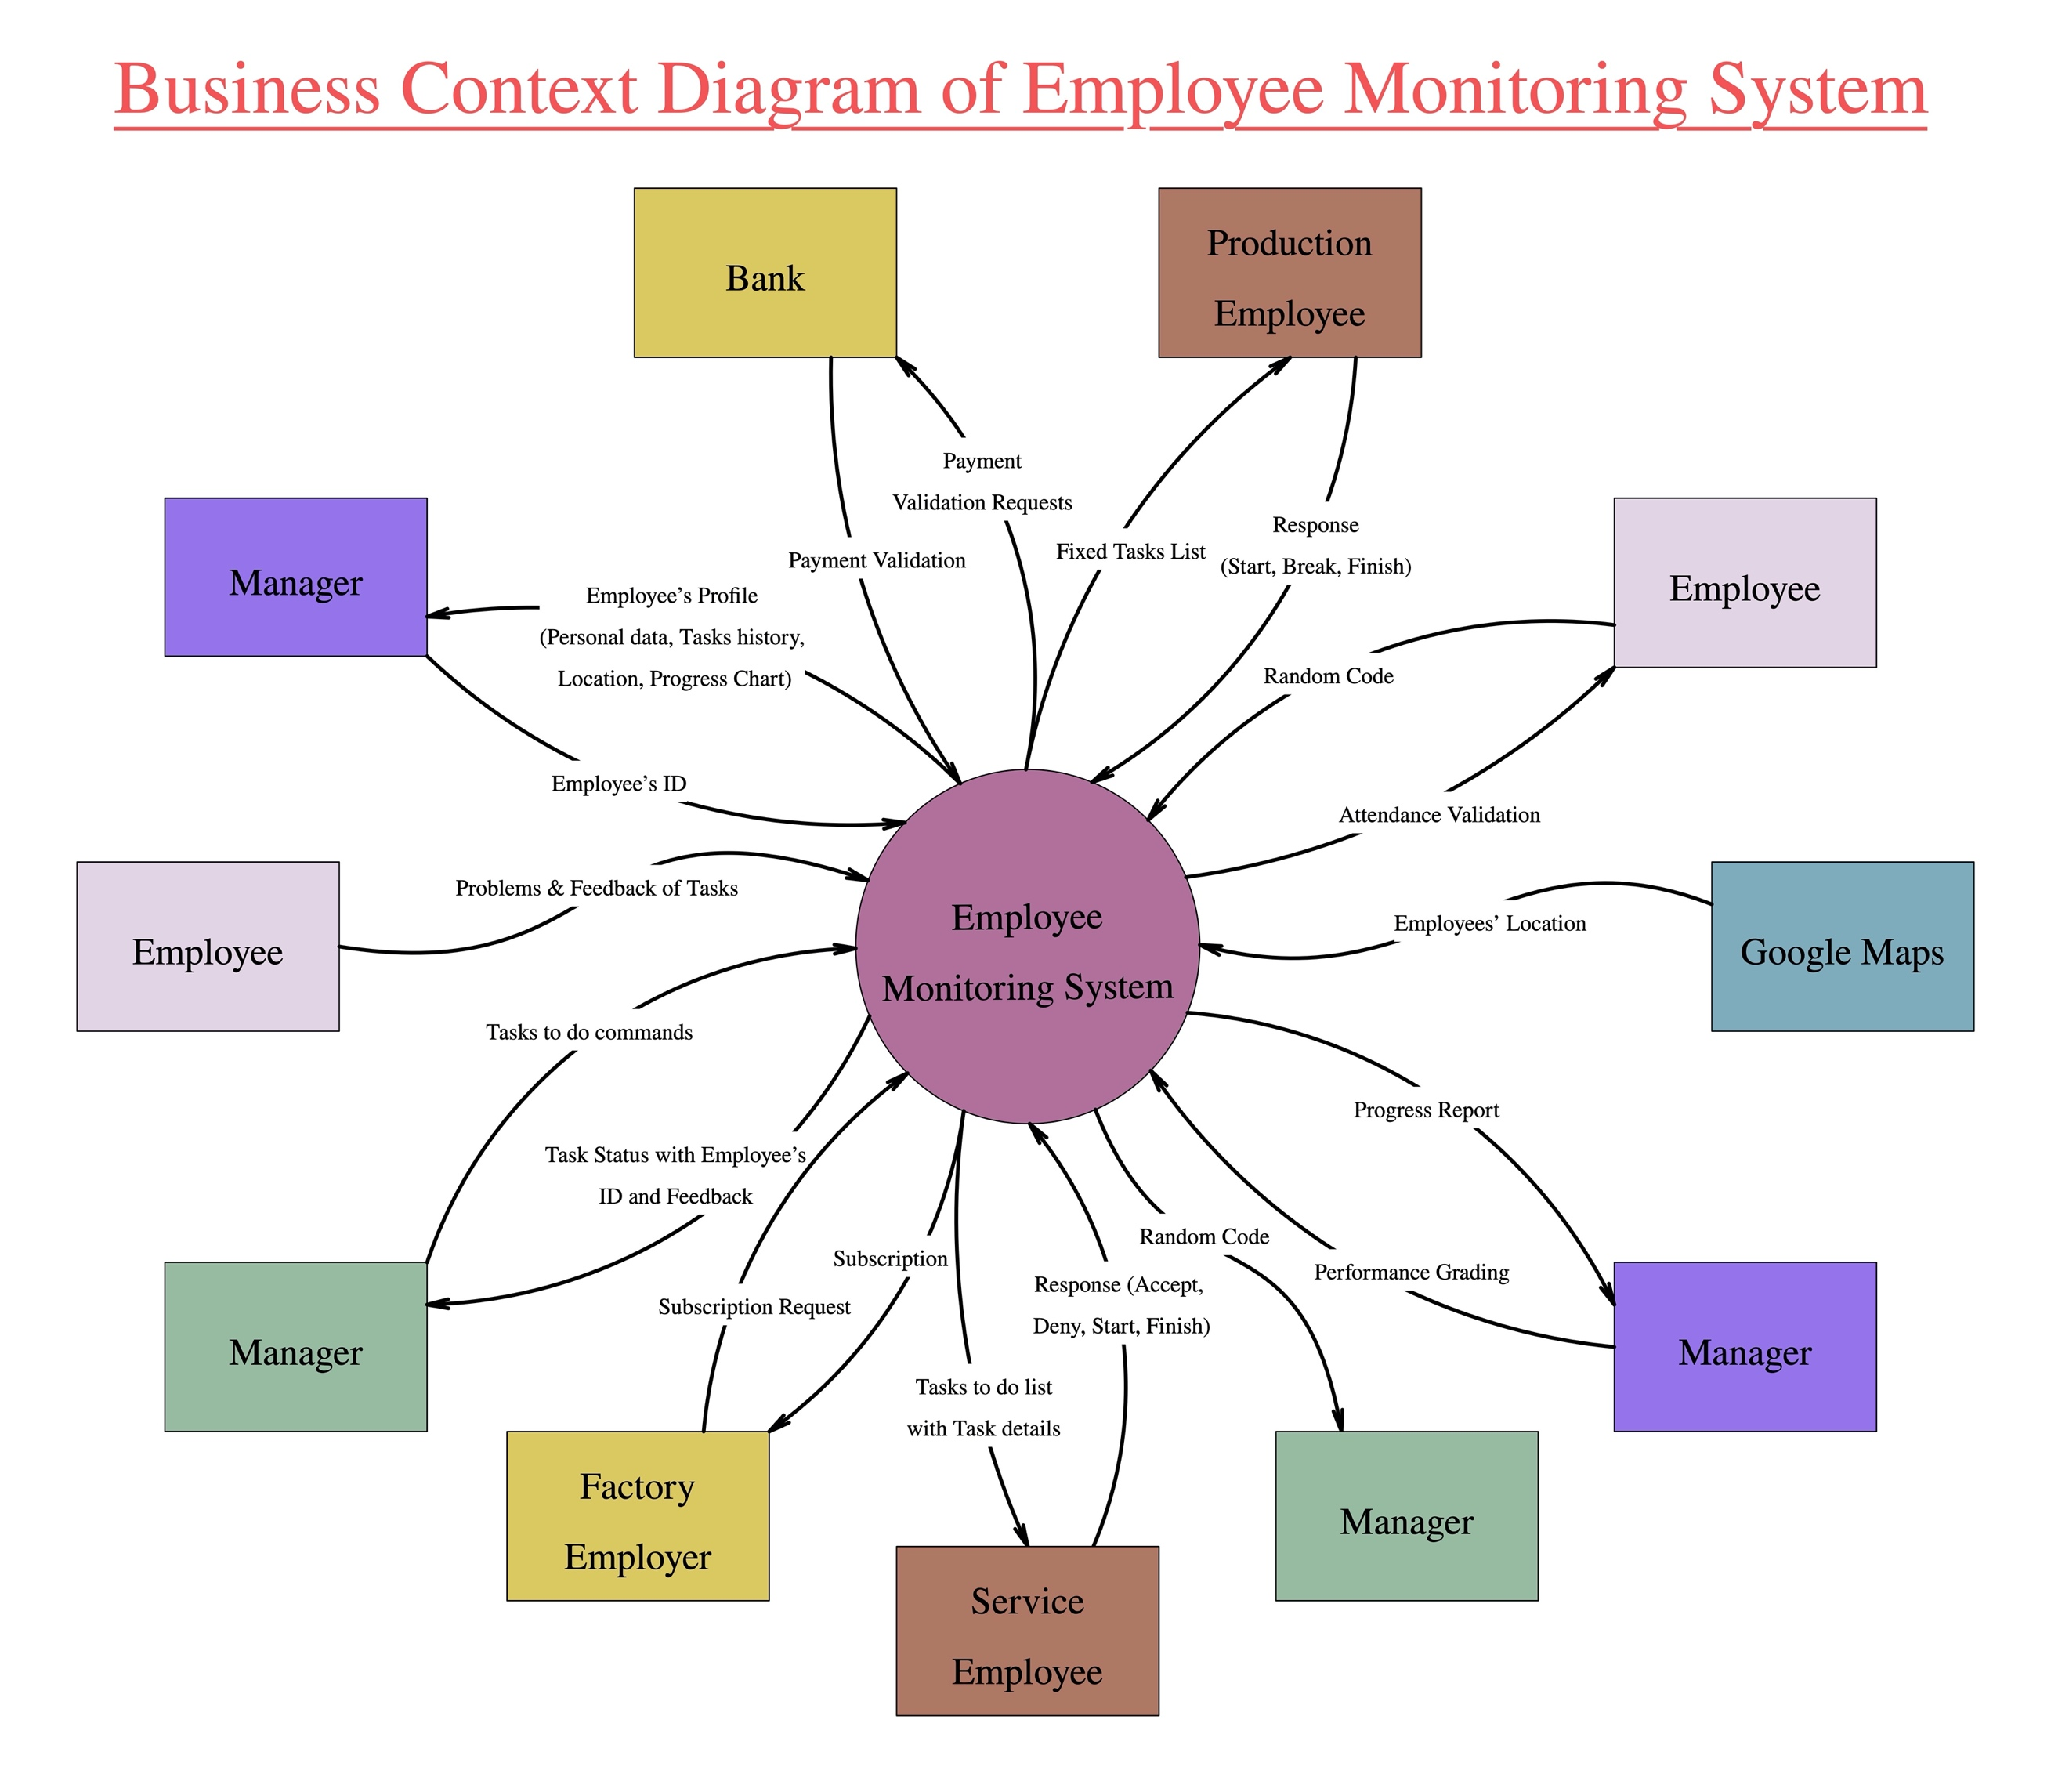 Business Context Diagram of Employee Monitoring System
Bank
Production
Employee
Payment
Validation Requests
Payment Validation
Fixed Tasks List
Response
(Start, Break, Finish)
Manager
Employee's Profile
(Personal data, Tasks history,
Location, Progress Chart)
Employee
Random Code
Employee's ID
Attendance Validation
Problems & Feedback of Tasks
Employee
Employee
Monitoring System
Employees' Location
Google Maps
Tasks to do commands
Task Status with Employee's
ID and Feedback
Progress Report
Manager
Subscription Request
Subscription
Random Code
Response (Accept,
Deny, Start, Finish)
Performance Grading
Manager
Tasks to do list
with Task details
Factory
Employer
Service
Employee
Manager